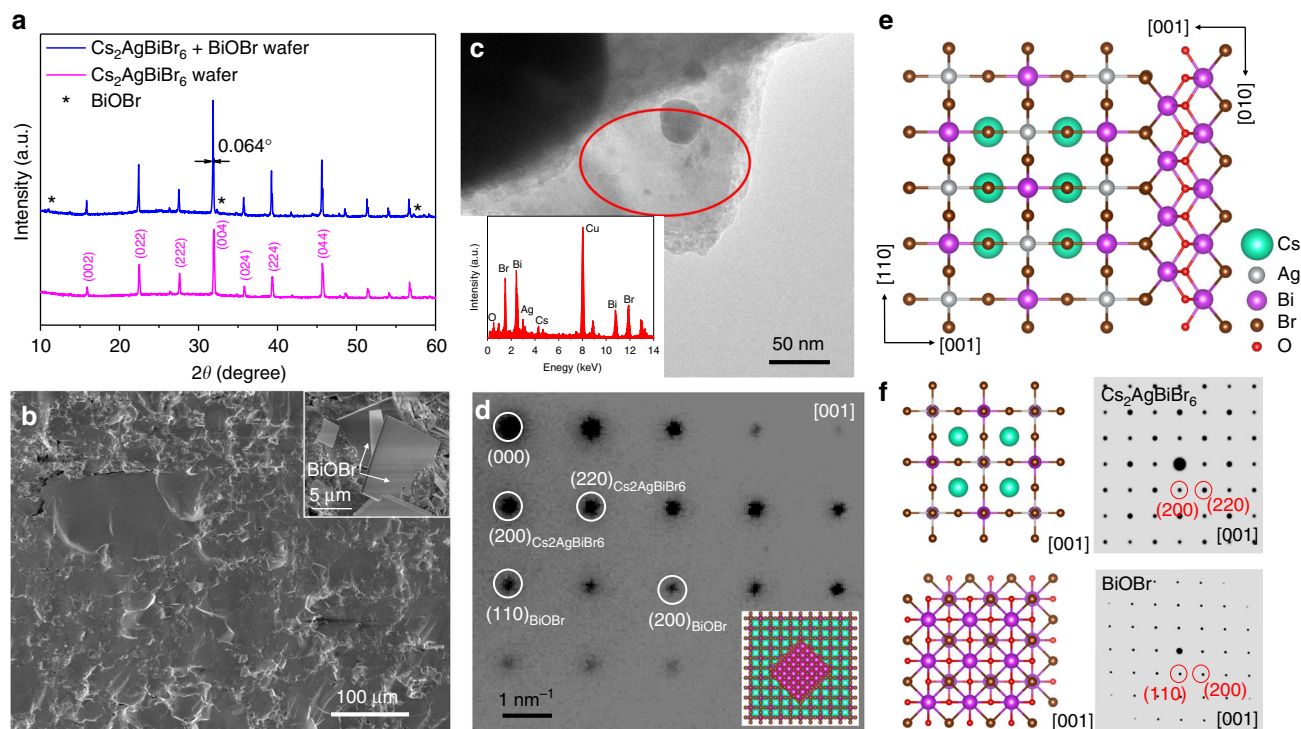 a
Cs2AgBiBr6 + BiOBr wafer
Cs2AgBiBr6 wafer
* BiOBr
0.064°
*
*
*
(002)
(022)
(222)
(004)
(024)
(224)
(044)
Intensity (a.u.)
10
20
30
40
50
60
2θ (degree)
b
BiOBr
5 μm
100 μm
c
Intensity (a.u.)
O
Br
Bi
Ag
Cs
Cu
Bi
Br
0
2
4
6
8
10
12
14
Enegy (keV)
50 nm
d
[001]
(000)
(220)Cs2AgBiBr6
(200)Cs2AgBiBr6
(110)BiOBr
(200)BiOBr
1 nm–1
e
[001]
[010]
[110]
[001]
Cs
Ag
Bi
Br
O
f
[001]
Cs2AgBiBr6
(200)
(220)
[001]
[001]
BiOBr
(110)
(200)
[001]